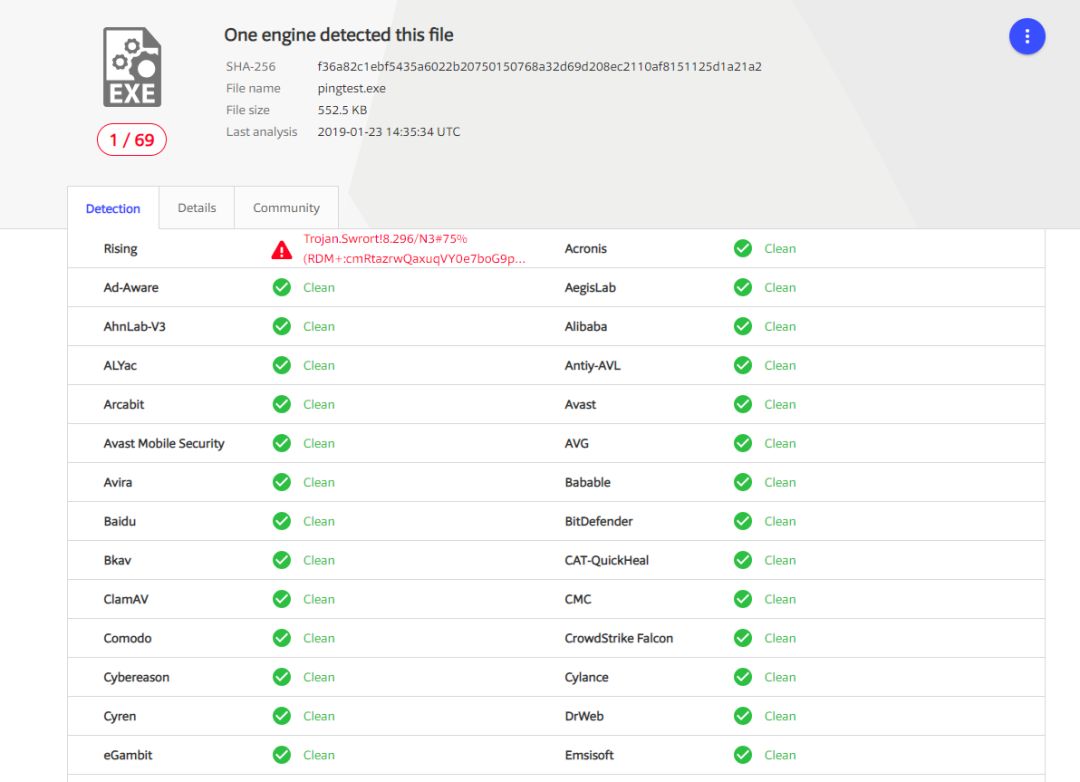 One engine detected this file
SHA-256 f36a82c1ebf5435a6022b20750150768a32d69d208ec2110af8151125d1a21a2
File name pingtest.exe
File size 552.5 KB
Last analysis 2019-01-23 14:35:34 UTC
EXE
1 / 69
Detection Details Community
Rising Trojan.Swrort!8.296/N3#75% Acronis Clean
(RDM+:cmRtazrwQaxuqVY0e7boG9p...
Ad-Aware Clean AegisLab Clean
AhnLab-V3 Clean Alibaba Clean
ALYac Clean Antiy-AVL Clean
Arcabit Clean Avast Clean
Avast Mobile Security Clean AVG Clean
Avira Clean Babable Clean
Baidu Clean BitDefender Clean
Bkav Clean CAT-QuickHeal Clean
ClamAV Clean CMC Clean
Comodo Clean CrowdStrike Falcon Clean
Cybereason Clean Cylance Clean
Cyren Clean DrWeb Clean
eGambit Clean Emsisoft Clean